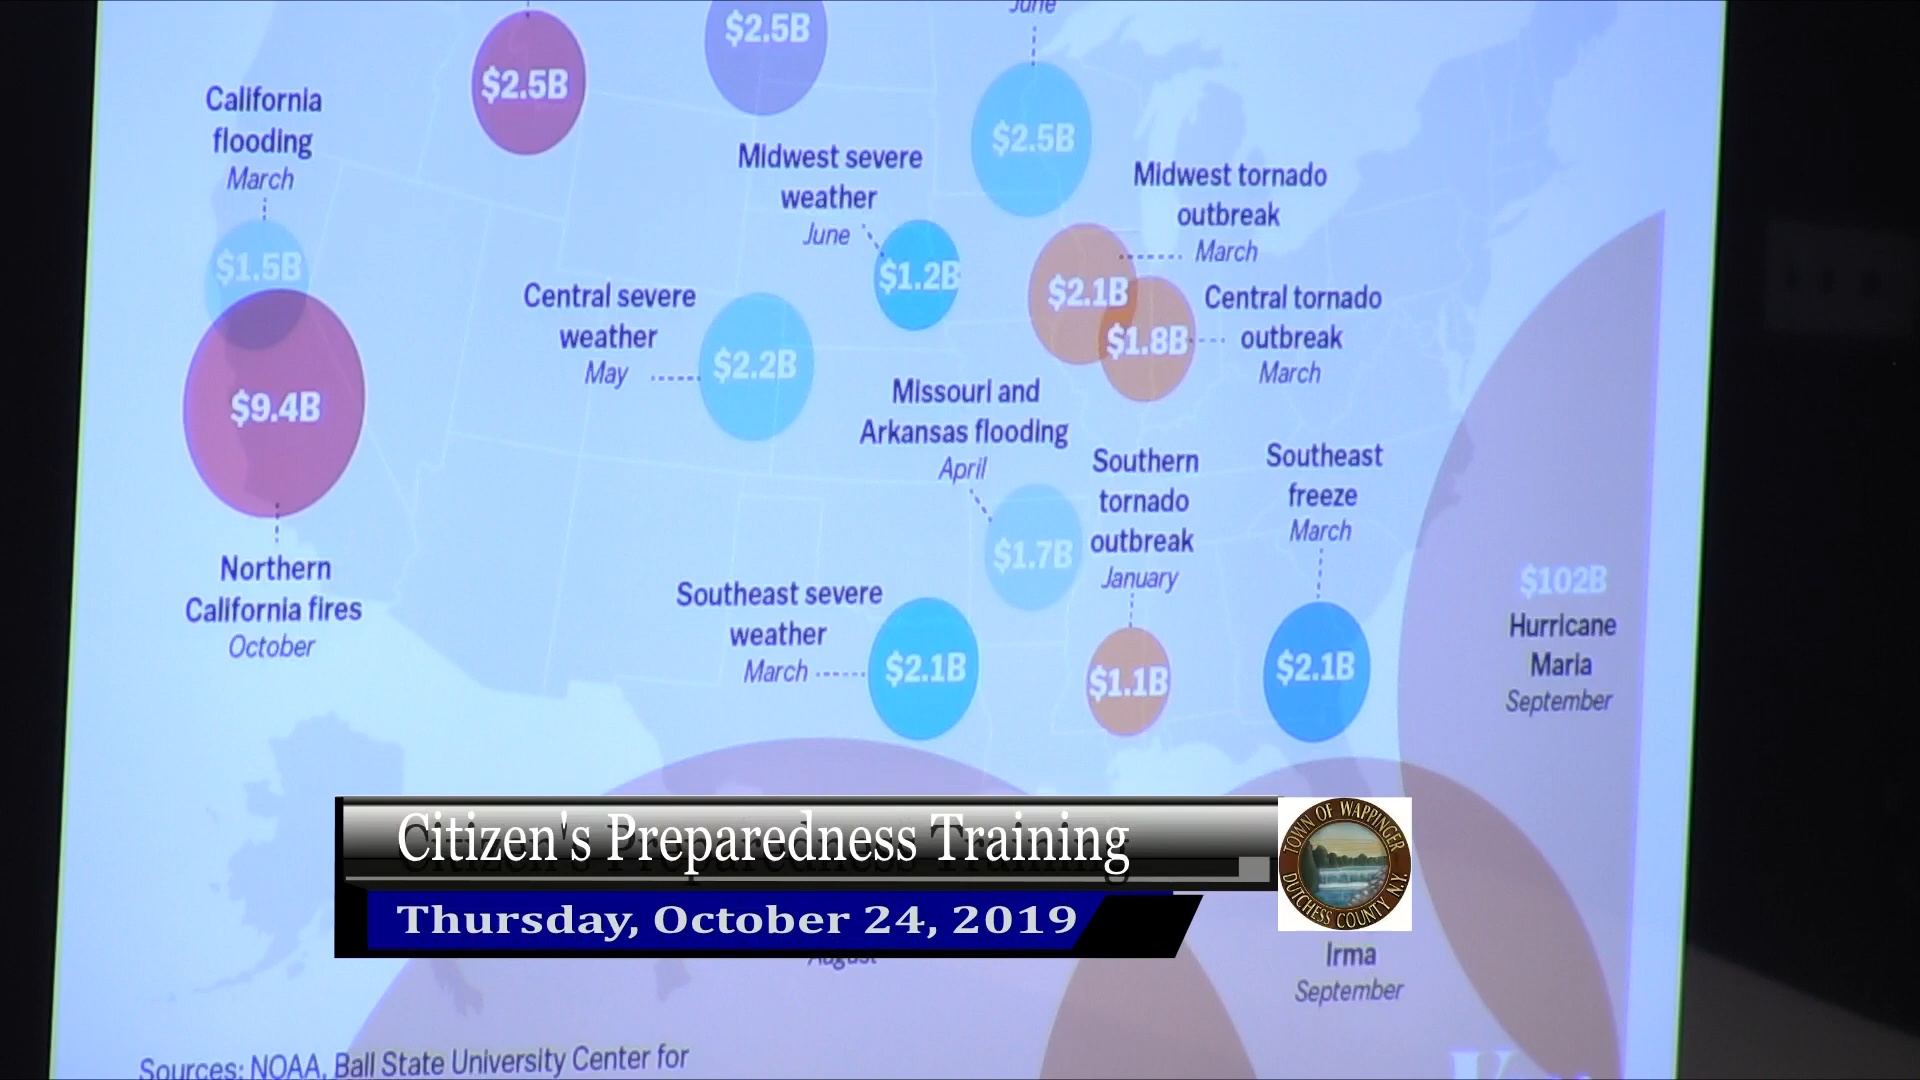 June
$2.5B
$2.5B
$2.5B
California
flooding
March
$1.5B
$9.4B
Northern
California fires
October
Midwest severe
weather
June
$1.2B
Midwest tornado
outbreak
March
$2.1B
Central tornado
outbreak
March
$1.8B
Central severe
weather
May
$2.2B
Missouri and
Arkansas flooding
April
$1.7B
Southern
tornado
outbreak
January
$1.1B
Southeast
freeze
March
$2.1B
Southeast severe
weather
March
$2.1B
$102B
Hurricane
Maria
September
Citizen's Preparedness Training
Thursday, October 24, 2019
TOWN OF WAPPINGER
DUTCHESS COUNTY N.Y.
August
Irma
September
Sources: NOAA, Ball State University Center for